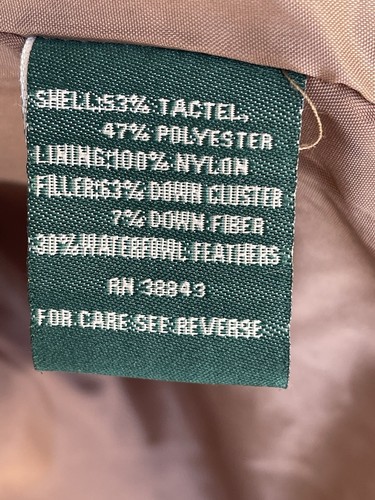 SHELL:53% TACTEL,
47% POLYESTER
LINING:100% NYLON
FILLER:63% DOWN CLUSTER
7% DOWN FIBER
30% WATERFOWL FEATHERS
RN 38843
FOR CARE SEE REVERSE